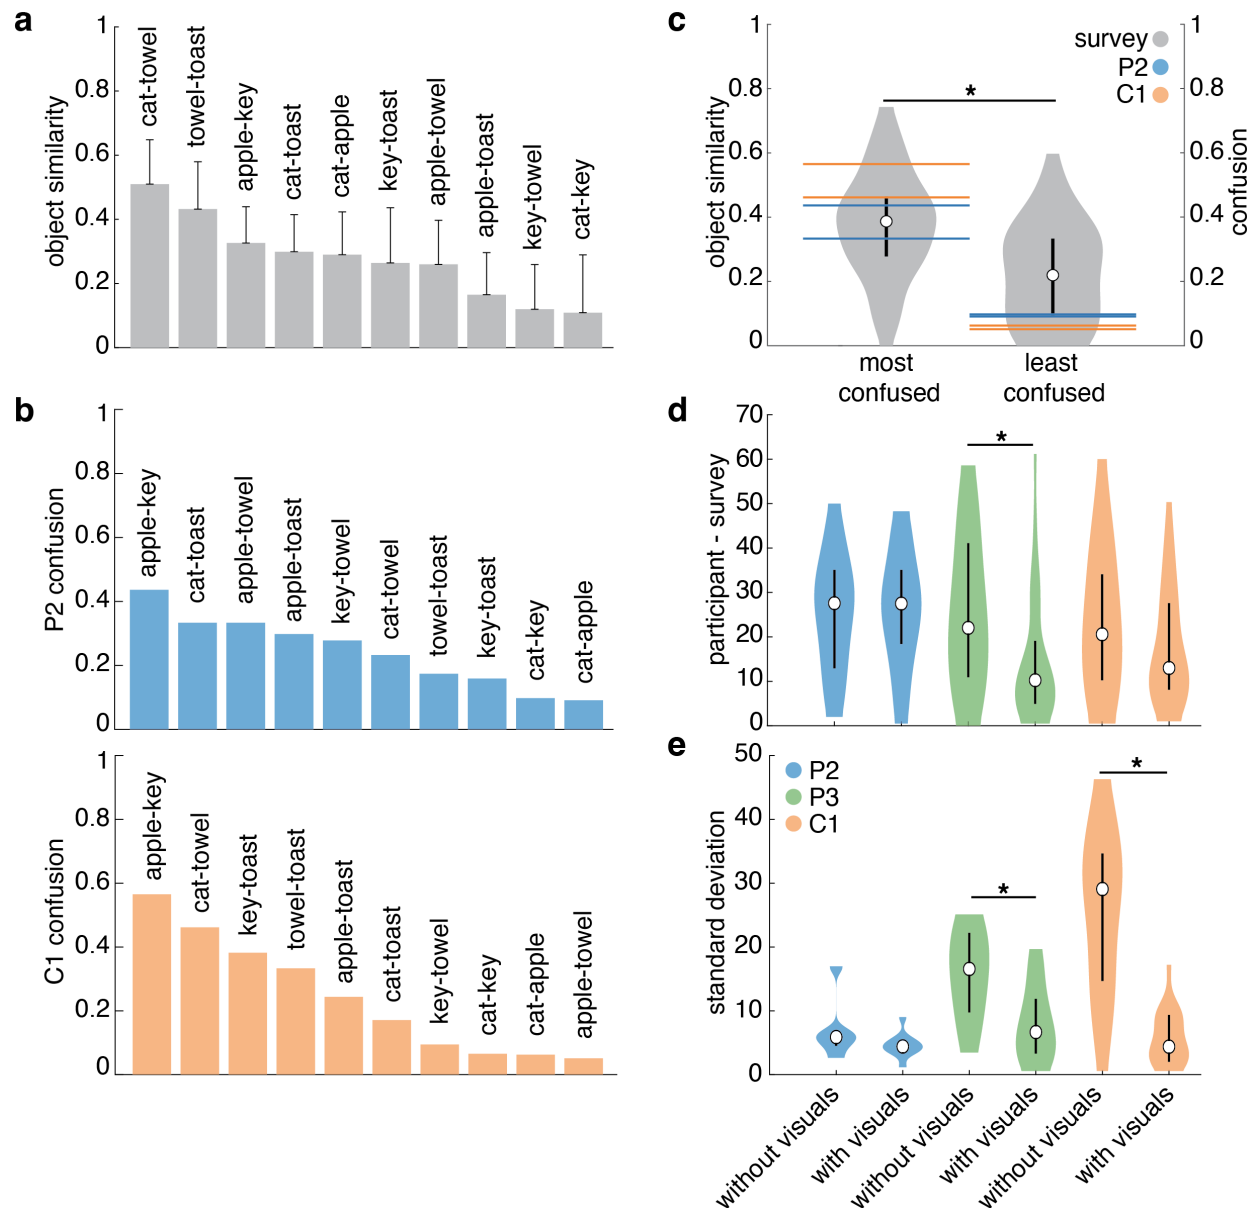 a
object similarity
1
0.8
0.6
0.4
0.2
0
cat-towel
towel-toast
apple-key
cat-toast
cat-apple
key-toast
apple-towel
apple-toast
key-towel
cat-key
b
P2 confusion
1
0.8
0.6
0.4
0.2
0
apple-key
cat-toast
apple-towel
apple-toast
key-towel
cat-towel
towel-toast
key-toast
cat-key
cat-apple
C1 confusion
1
0.8
0.6
0.4
0.2
0
apple-key
cat-towel
key-toast
towel-toast
apple-toast
cat-toast
key-towel
cat-key
cat-apple
apple-towel
c
object similarity
1
0.8
0.6
0.4
0.2
0
survey
P2
C1
*
1
0.8
0.6
0.4
0.2
0
confusion
most
confused
least
confused
d
participant - survey
70
60
50
40
30
20
10
0
*
e
standard deviation
50
40
30
20
10
0
P2
P3
C1
*
*
without visuals
with visuals
without visuals
with visuals
without visuals
with visuals